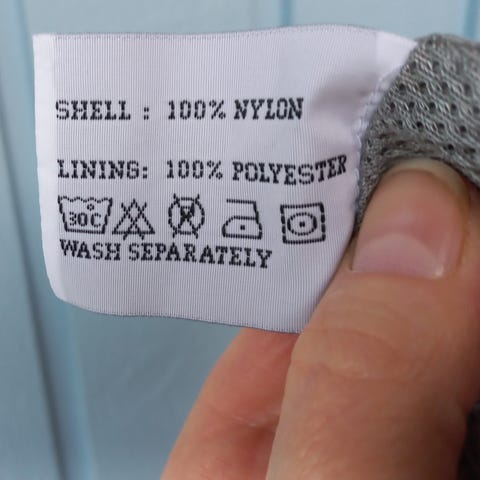 SHELL : 100% NYLON
LINING: 100% POLYESTER
30C
WASH SEPARATELY